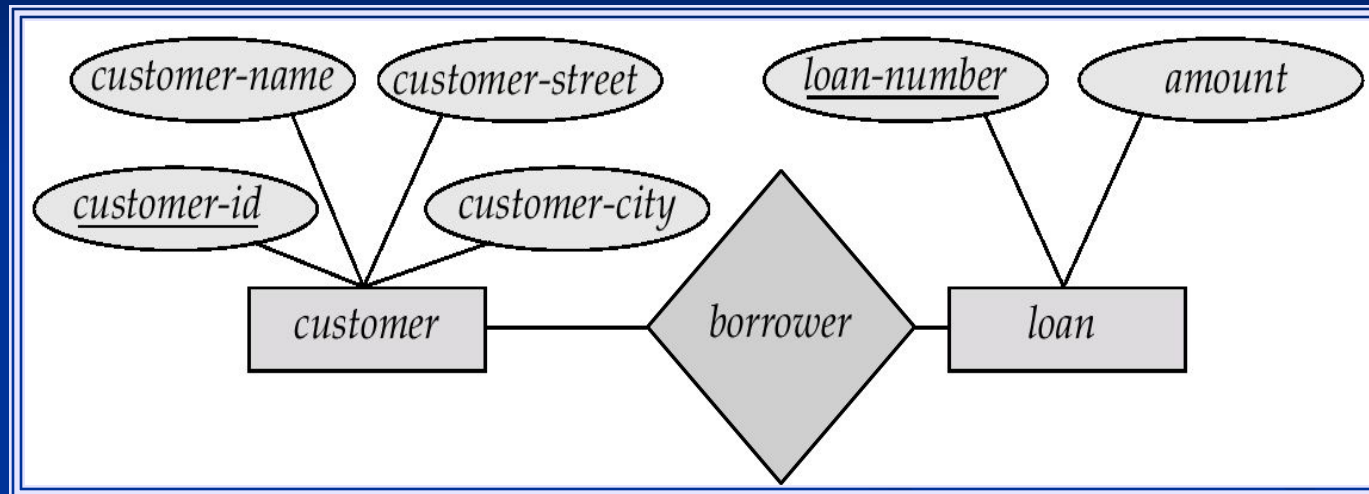 customer-name customer-street loan-number amount
customer-id customer-city
customer borrower loan